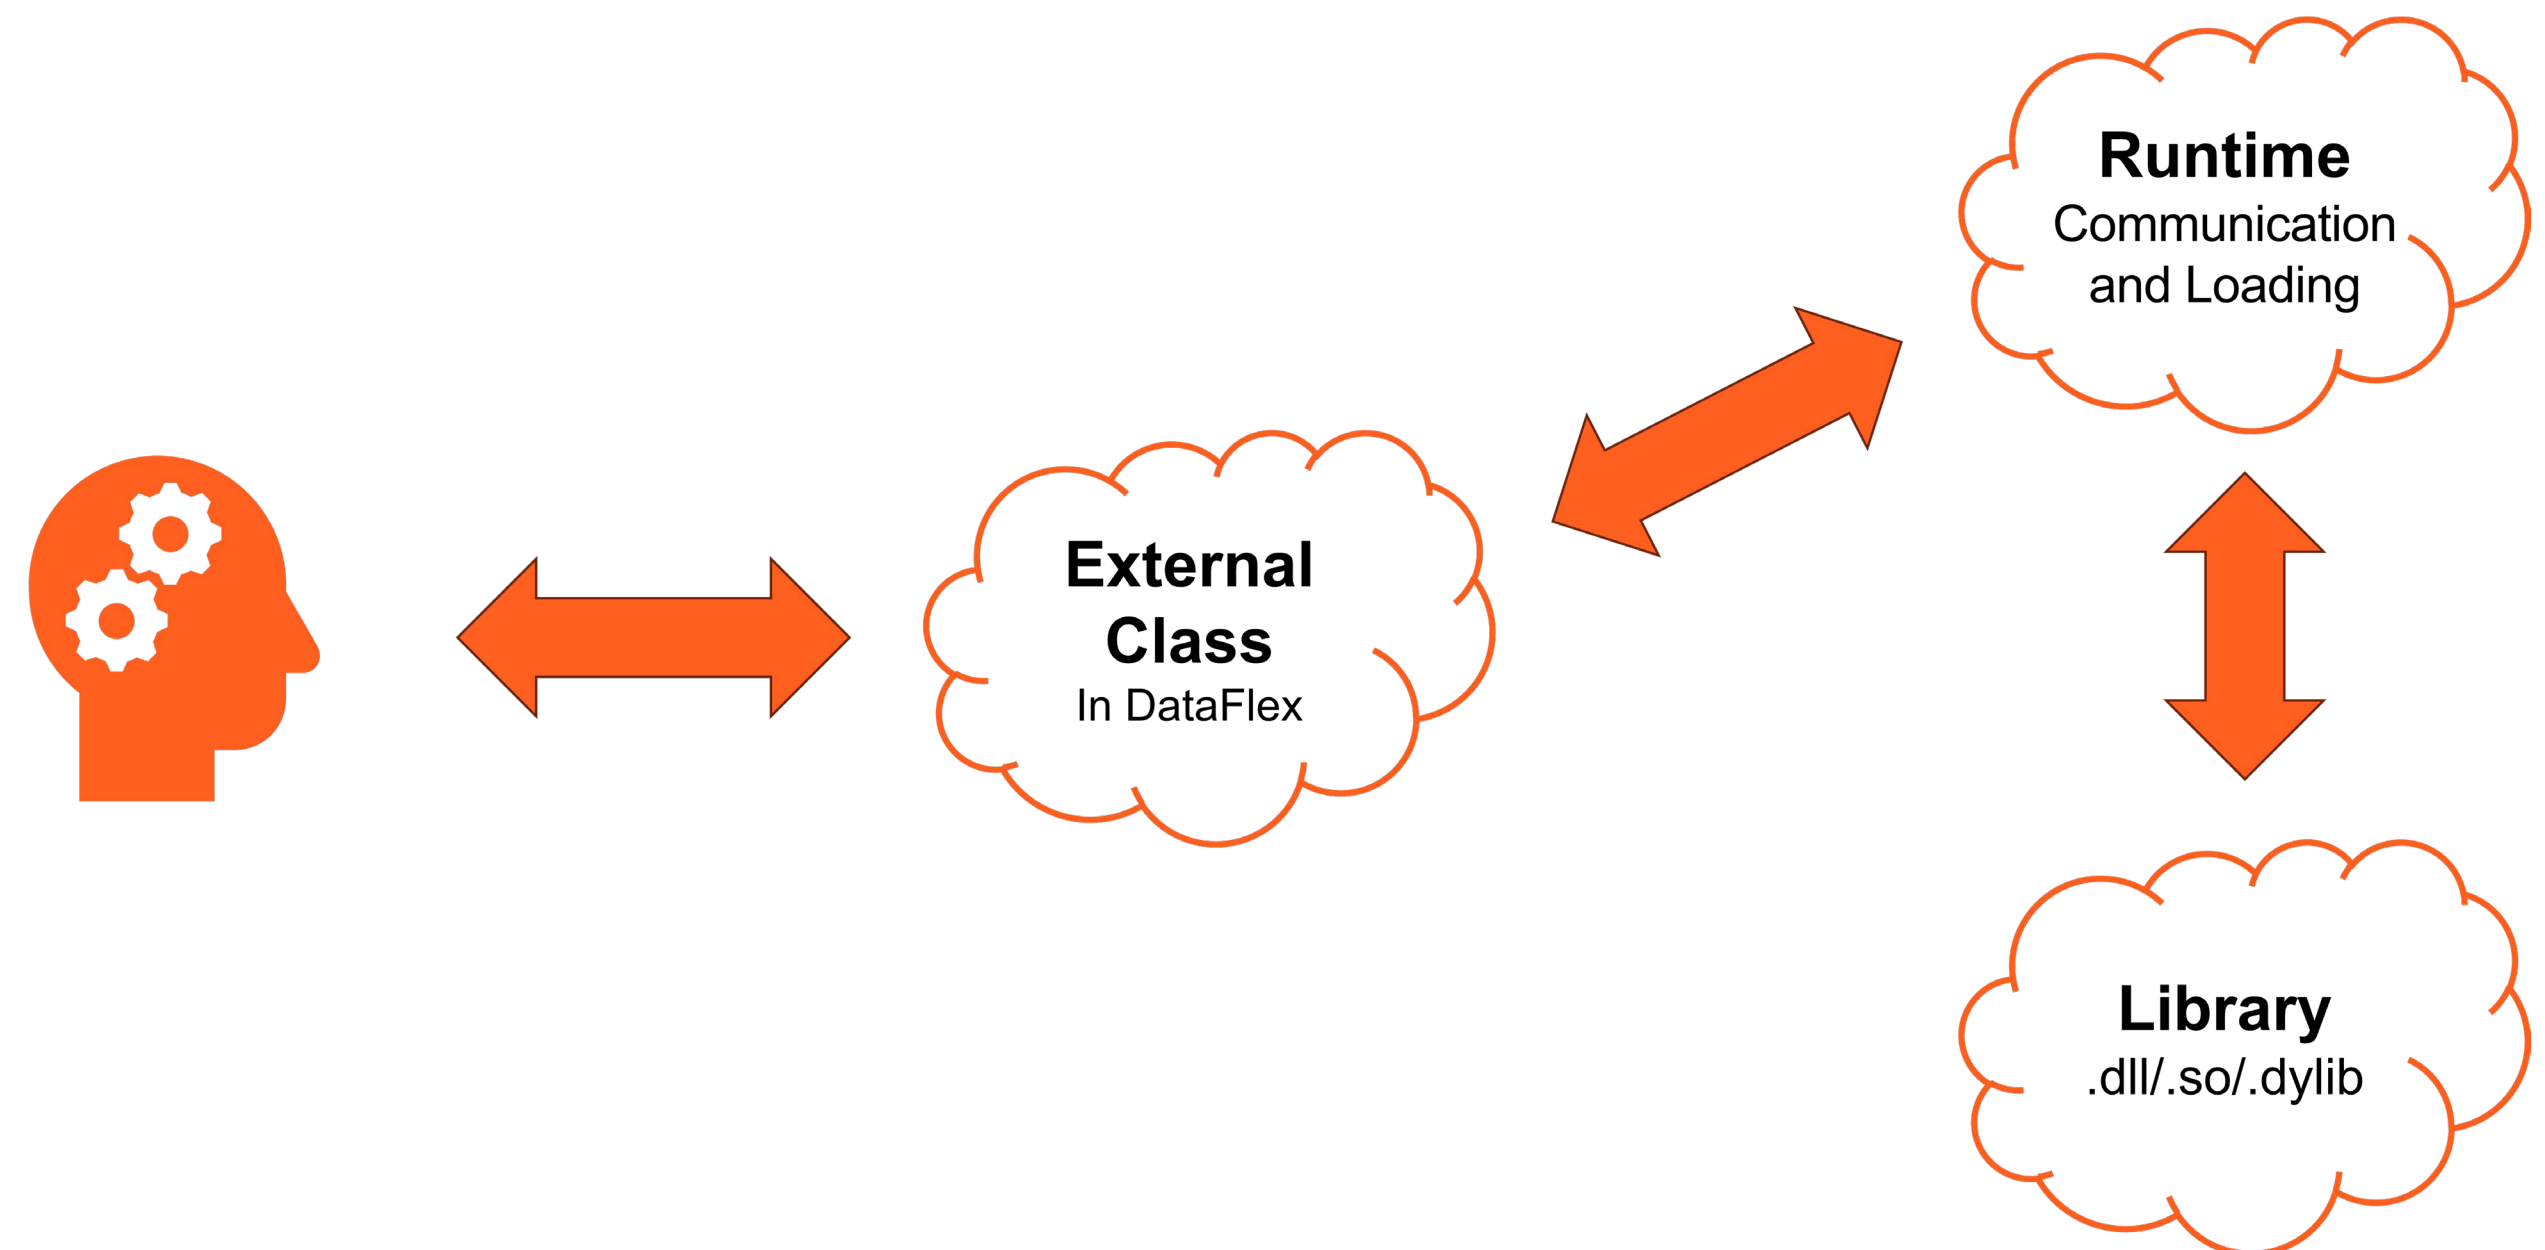 Runtime
Communication
and Loading
External
Class
In DataFlex
Library
.dll/.so/.dylib